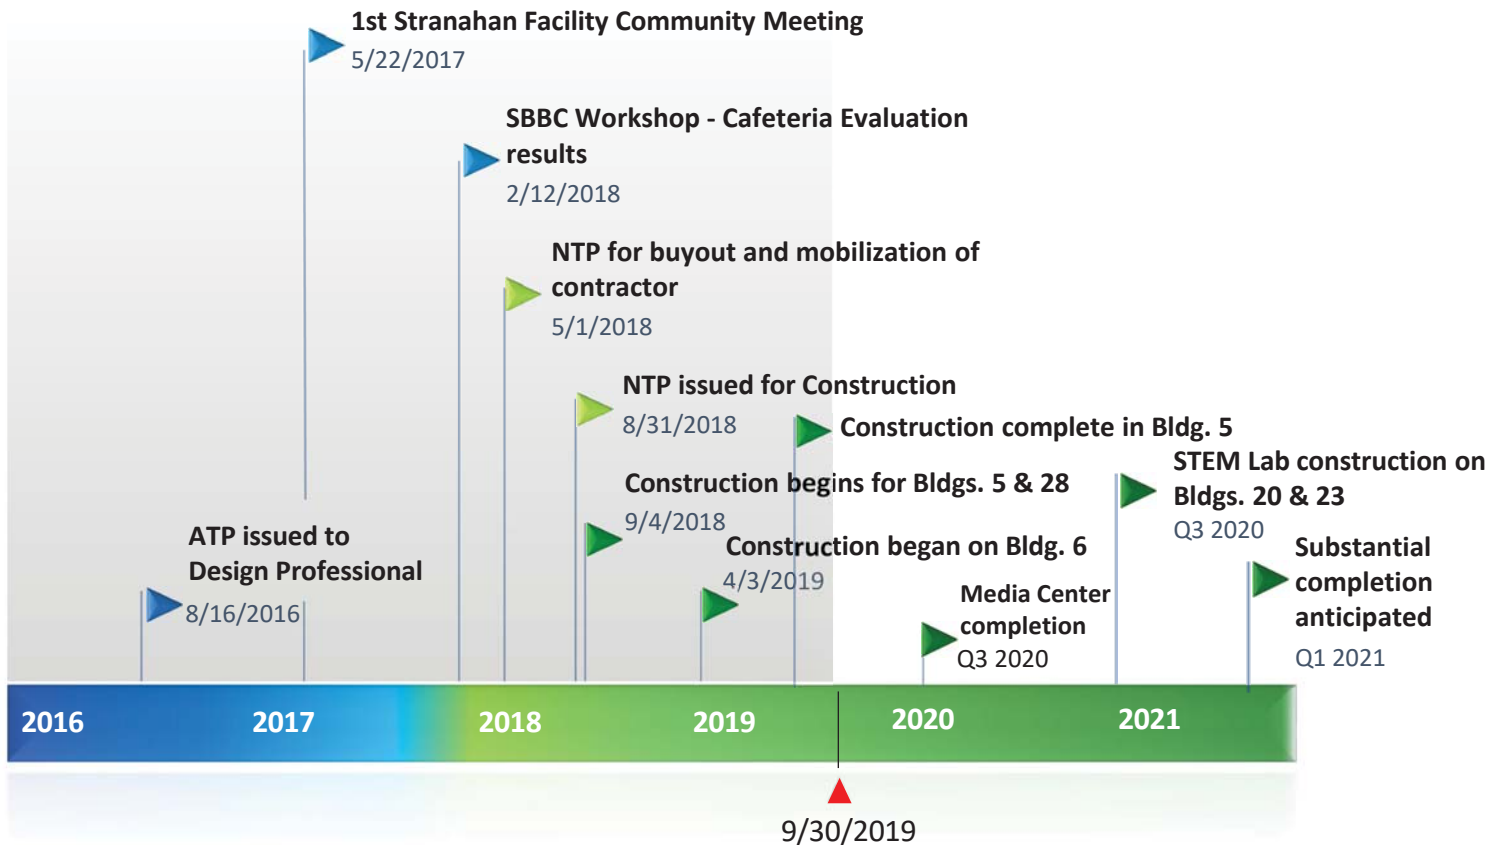 1st Stranahan Facility Community Meeting
5/22/2017
SBBC Workshop - Cafeteria Evaluation
results
2/12/2018
NTP for buyout and mobilization of
contractor
5/1/2018
NTP issued for Construction
8/31/2018
Construction complete in Bldg. 5
Construction begins for Bldgs. 5 & 28
9/4/2018
STEM Lab construction on
Bldgs. 20 & 23
Q3 2020
ATP issued to
Design Professional
8/16/2016
Construction began on Bldg. 6
4/3/2019
Media Center
completion
Q3 2020
Substantial
completion
anticipated
Q1 2021
2016 2017 2018 2019 2020 2021
9/30/2019